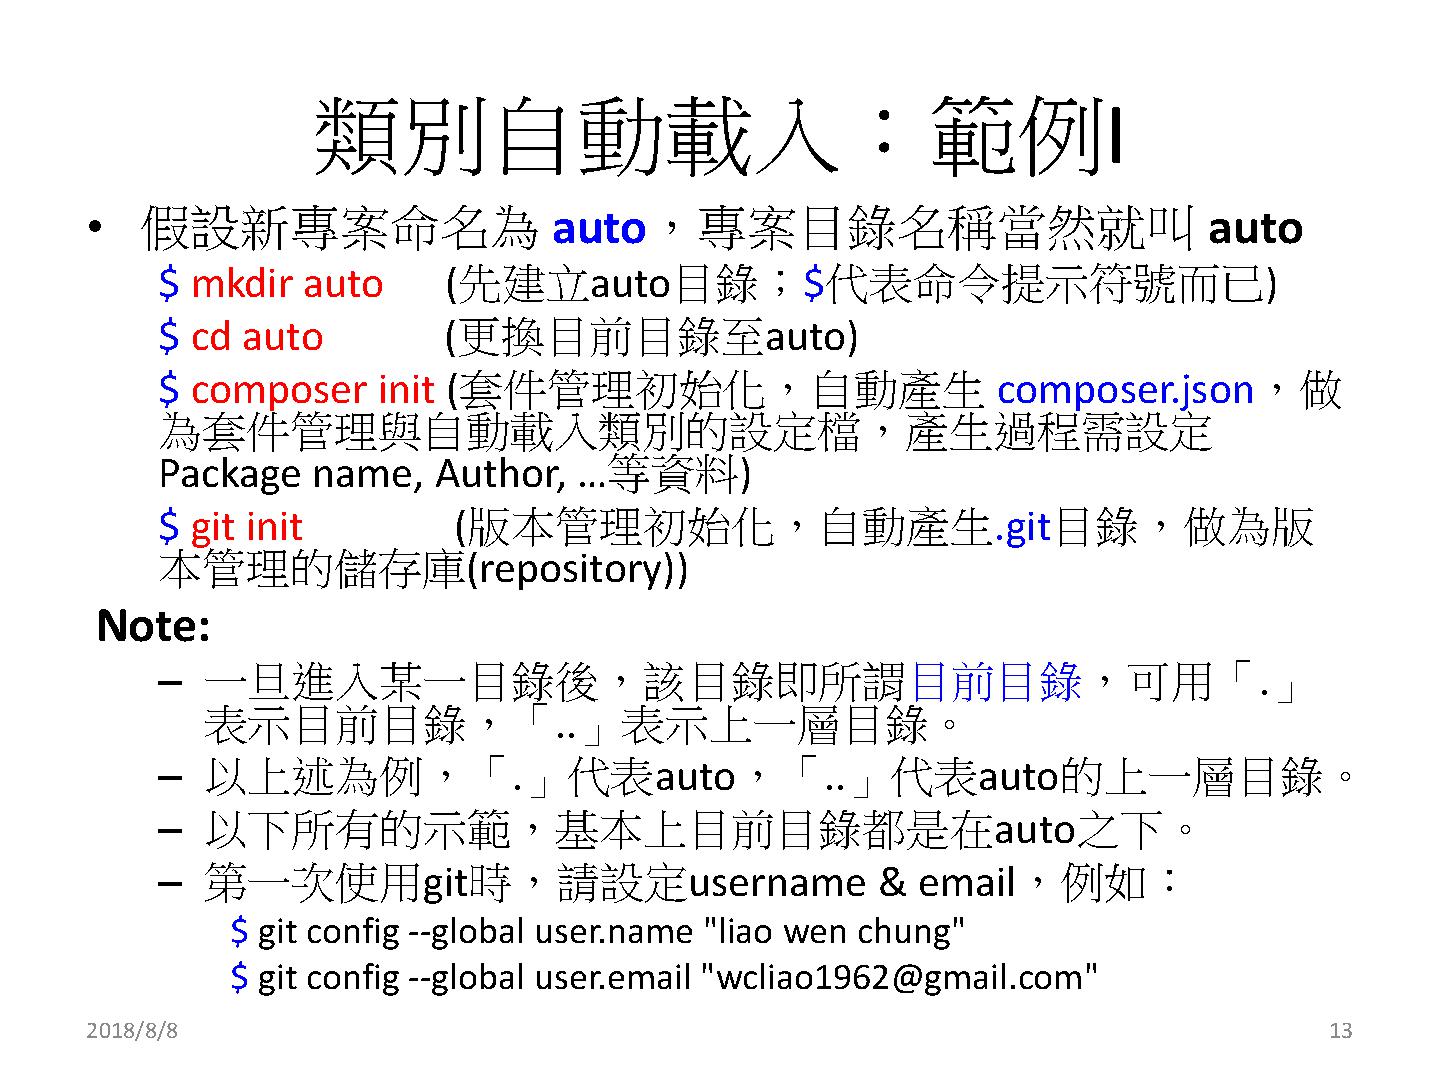 類別自動載入：範例I
• 假設新專案命名為 auto，專案目錄名稱當然就叫 auto
$ mkdir auto (先建立auto目錄；$代表命令提示符號而已)
$ cd auto (更換目前目錄至auto)
$ composer init (套件管理初始化，自動產生 composer.json，做
為套件管理與自動載入類別的設定檔，產生過程需設定
Package name, Author, …等資料)
$ git init (版本管理初始化，自動產生.git目錄，做為版
本管理的儲存庫(repository))
Note:
– 一旦進入某一目錄後，該目錄即所謂目前目錄，可用「.」
表示目前目錄，「..」表示上一層目錄。
– 以上述為例，「.」代表auto，「..」代表auto的上一層目錄。
– 以下所有的示範，基本上目前目錄都是在auto之下。
– 第一次使用git時，請設定username & email，例如：
$ git config --global user.name "liao wen chung"
$ git config --global user.email "wcliao1962@gmail.com"
2018/8/8
13